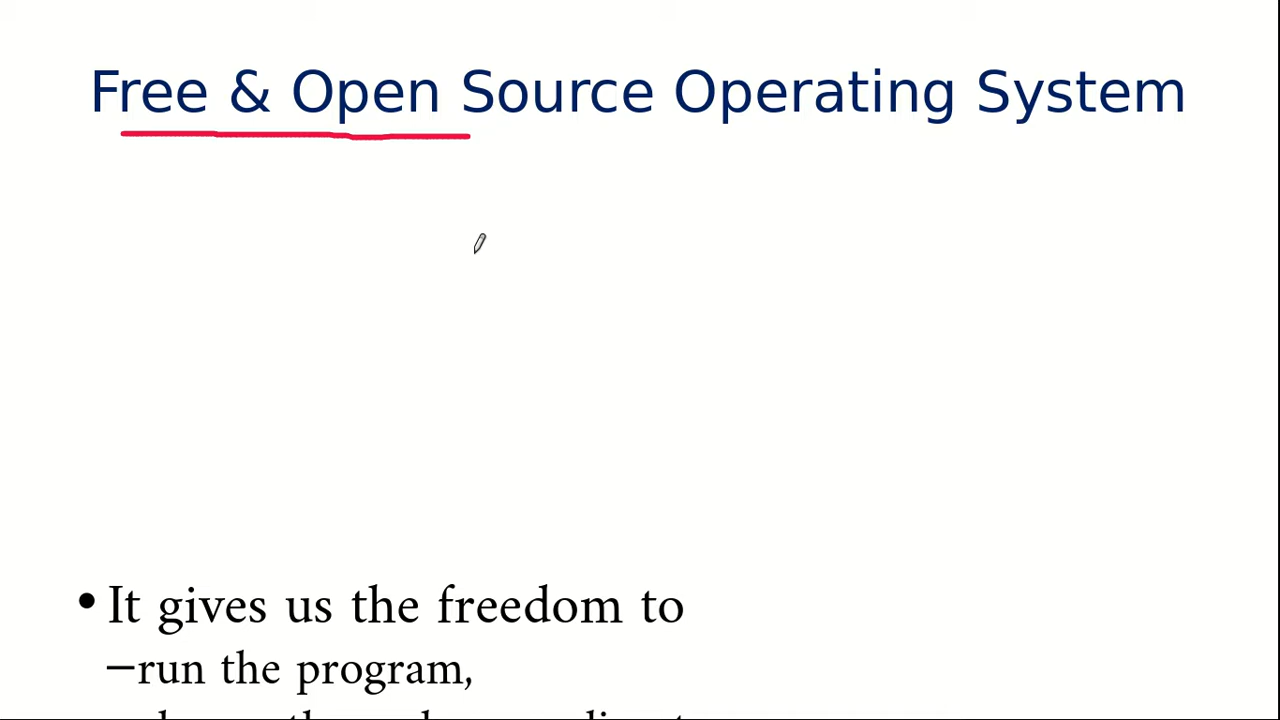 Free & Open Source Operating System
• It gives us the freedom to
–run the program,